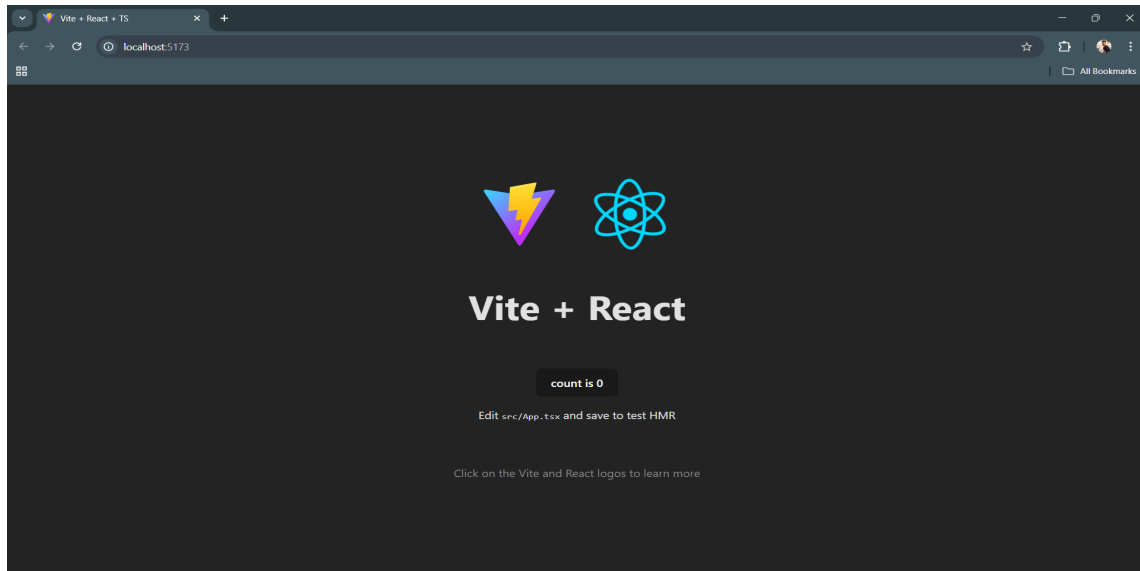 Vite + React + TS
localhost:5173
All Bookmarks
Vite + React
count is 0
Edit src/App.tsx and save to test HMR
Click on the Vite and React logos to learn more